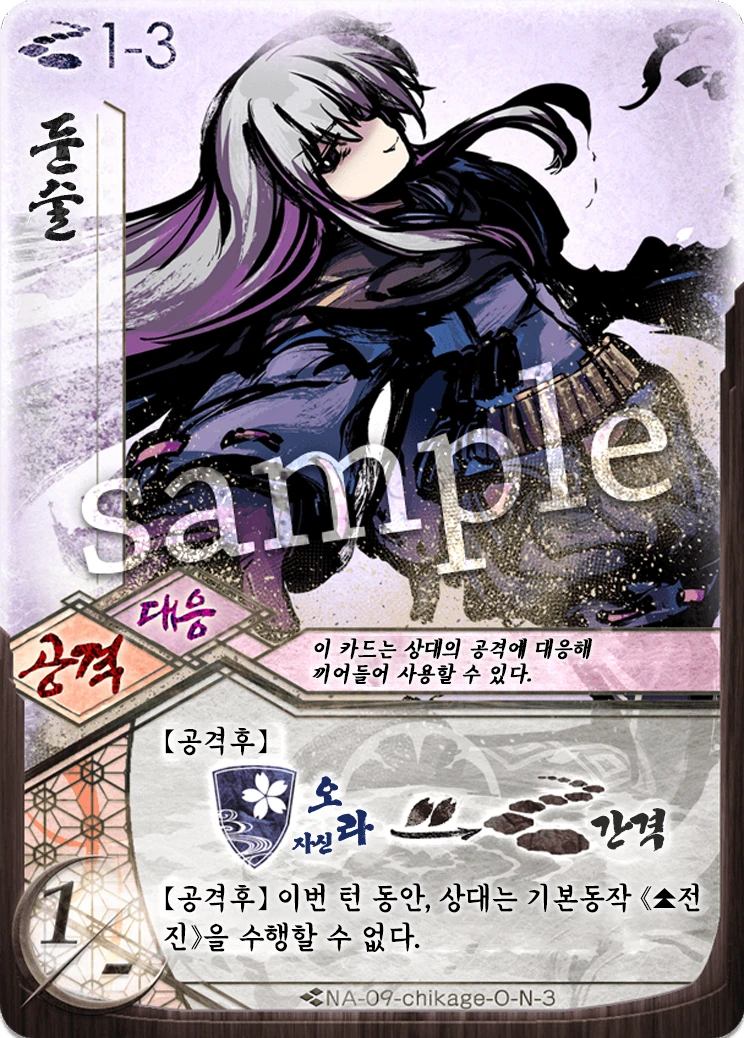 1-3
둔술
sample
대응
공격
이 카드는 상대의 공격에 대응해
끼어들어 사용할 수 있다.
【공격후】
자신 오라 간격
【공격후】 이번 턴 동안, 상대는 기본동작 《전
진》을 수행할 수 없다.
1/-
NA-09-chikage-O-N-3